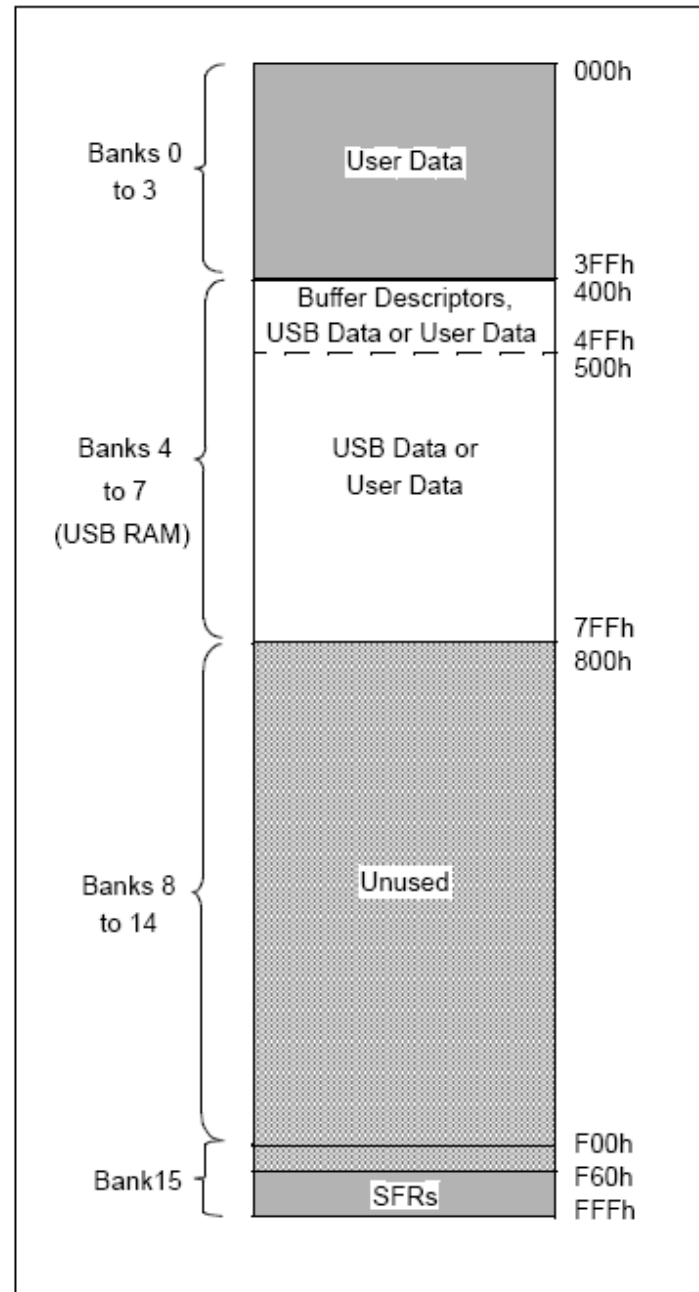 000h
Banks 0
to 3
User Data
3FFh
400h
Buffer Descriptors,
USB Data or User Data
4FFh
500h
Banks 4
to 7
(USB RAM)
USB Data or
User Data
7FFh
800h
Banks 8
to 14
Unused
F00h
Bank15
F60h
SFRs
FFFh